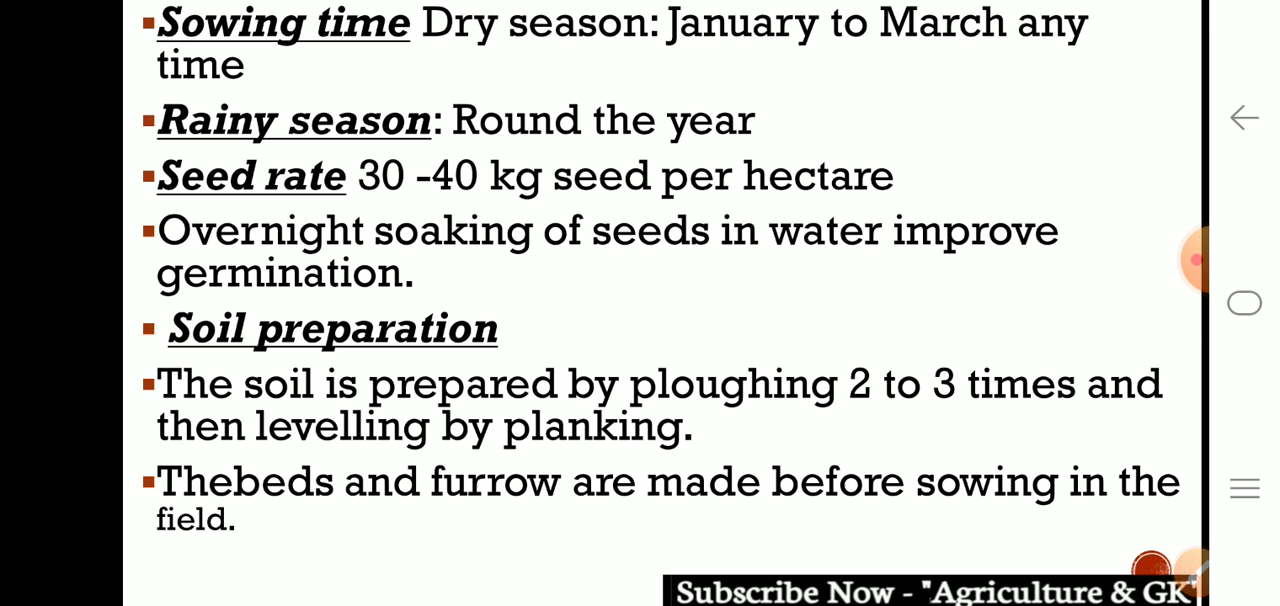 ▪Sowing time Dry season: January to March any
time
▪Rainy season: Round the year
▪Seed rate 30 -40 kg seed per hectare
▪Overnight soaking of seeds in water improve
germination.
▪ Soil preparation
▪The soil is prepared by ploughing 2 to 3 times and
then levelling by planking.
▪Thebeds and furrow are made before sowing in the
field.
Subscribe Now - "Agriculture & GK"